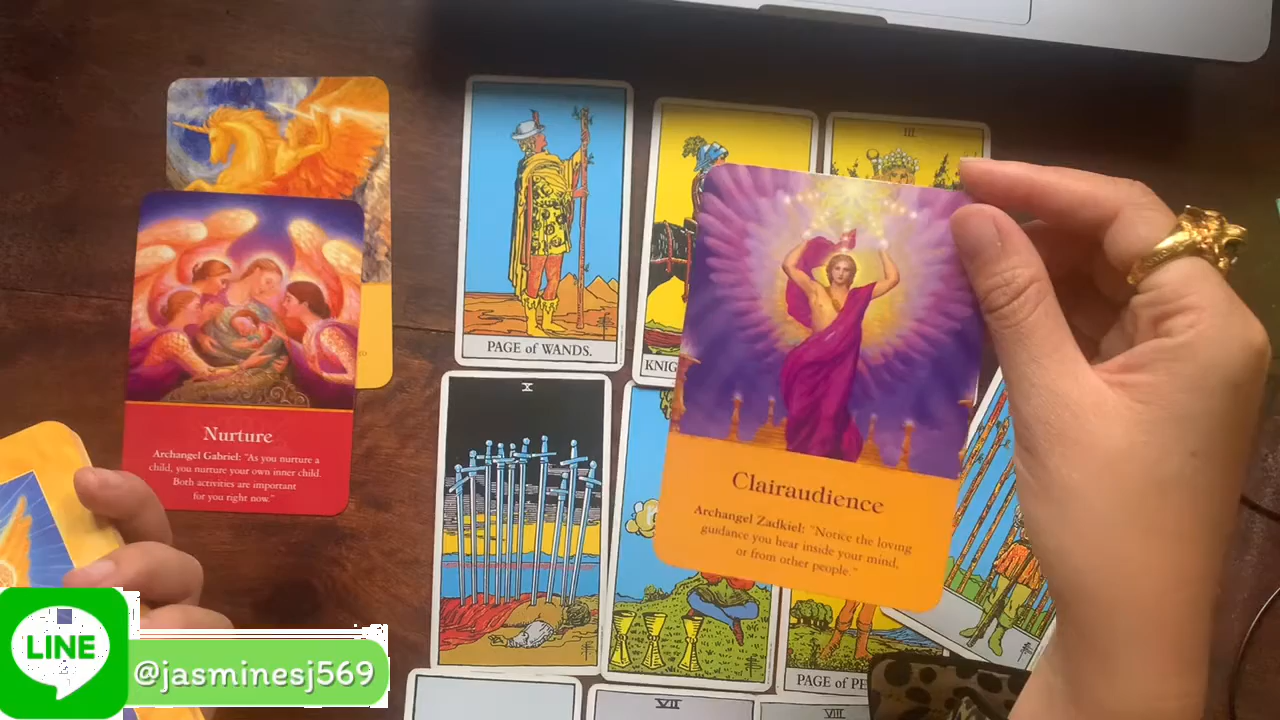 III
PAGE of WANDS.
KNIG
Nurture
Archangel Gabriel: “As you nurture a
child, you nurture your own inner child.
Both activities are important
for you right now.”
X
Clairaudience
Archangel Zadkiel: “Notice the loving
guidance you hear inside your mind,
or from other people.”
PAGE of PE
VII
VIII
LINE
@jasminesj569